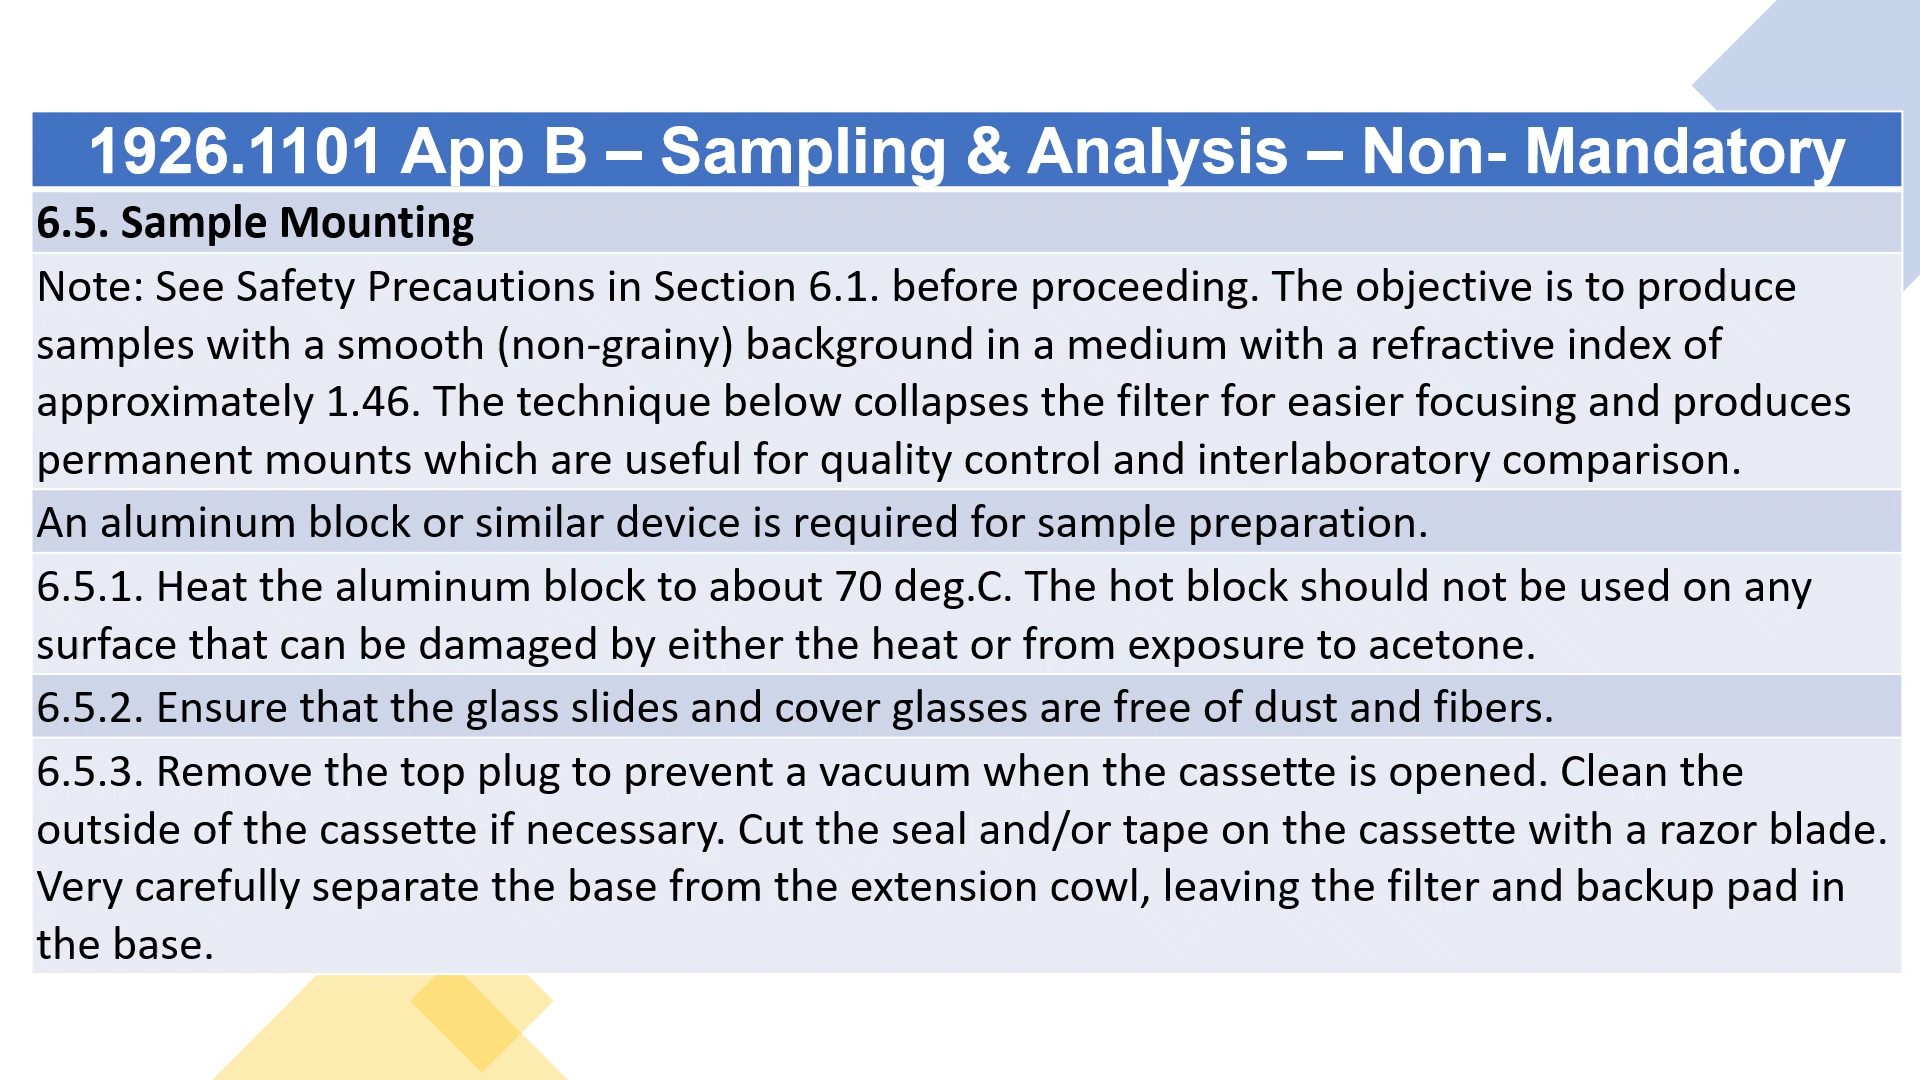 1926.1101 App B – Sampling & Analysis – Non- Mandatory
6.5. Sample Mounting
Note: See Safety Precautions in Section 6.1. before proceeding. The objective is to produce
samples with a smooth (non-grainy) background in a medium with a refractive index of
approximately 1.46. The technique below collapses the filter for easier focusing and produces
permanent mounts which are useful for quality control and interlaboratory comparison.
An aluminum block or similar device is required for sample preparation.
6.5.1. Heat the aluminum block to about 70 deg.C. The hot block should not be used on any
surface that can be damaged by either the heat or from exposure to acetone.
6.5.2. Ensure that the glass slides and cover glasses are free of dust and fibers.
6.5.3. Remove the top plug to prevent a vacuum when the cassette is opened. Clean the
outside of the cassette if necessary. Cut the seal and/or tape on the cassette with a razor blade.
Very carefully separate the base from the extension cowl, leaving the filter and backup pad in
the base.